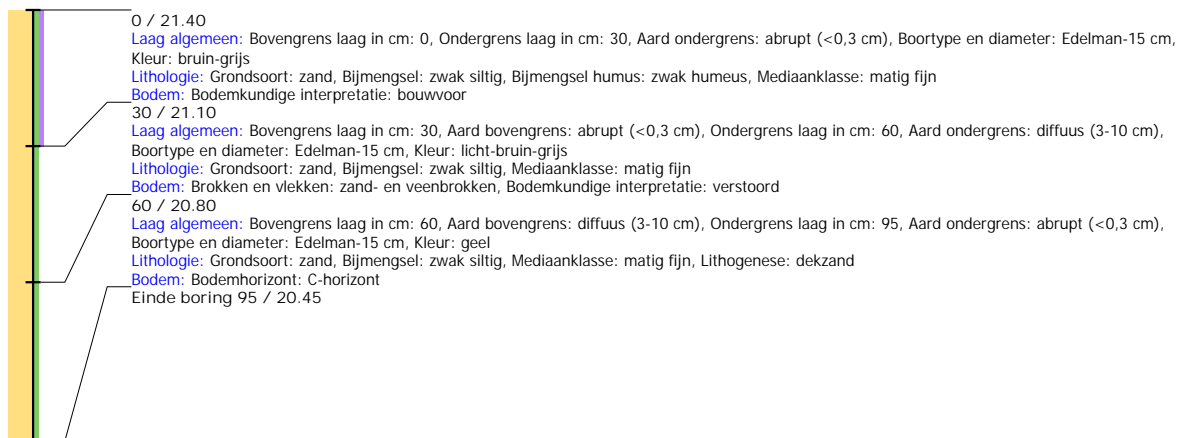 0 / 21.40
Laag algemeen: Bovengrens laag in cm: 0, Ondergrens laag in cm: 30, Aard ondergrens: abrupt (<0,3 cm), Boortype en diameter: Edelman-15 cm,
Kleur: bruin-grijs
Lithologie: Grondsoort: zand, Bijmengsel: zwak siltig, Bijmengsel humus: zwak humeus, Mediaanklasse: matig fijn
Bodem: Bodemkundige interpretatie: bouwvoor
30 / 21.10
Laag algemeen: Bovengrens laag in cm: 30, Aard bovengrens: abrupt (<0,3 cm), Ondergrens laag in cm: 60, Aard ondergrens: diffuus (3-10 cm),
Boortype en diameter: Edelman-15 cm, Kleur: licht-bruin-grijs
Lithologie: Grondsoort: zand, Bijmengsel: zwak siltig, Mediaanklasse: matig fijn
Bodem: Brokken en vlekken: zand- en veenbrokken, Bodemkundige interpretatie: verstoord
60 / 20.80
Laag algemeen: Bovengrens laag in cm: 60, Aard bovengrens: diffuus (3-10 cm), Ondergrens laag in cm: 95, Aard ondergrens: abrupt (<0,3 cm),
Boortype en diameter: Edelman-15 cm, Kleur: geel
Lithologie: Grondsoort: zand, Bijmengsel: zwak siltig, Mediaanklasse: matig fijn, Lithogenese: dekzand
Bodem: Bodemhorizont: C-horizont
Einde boring 95 / 20.45